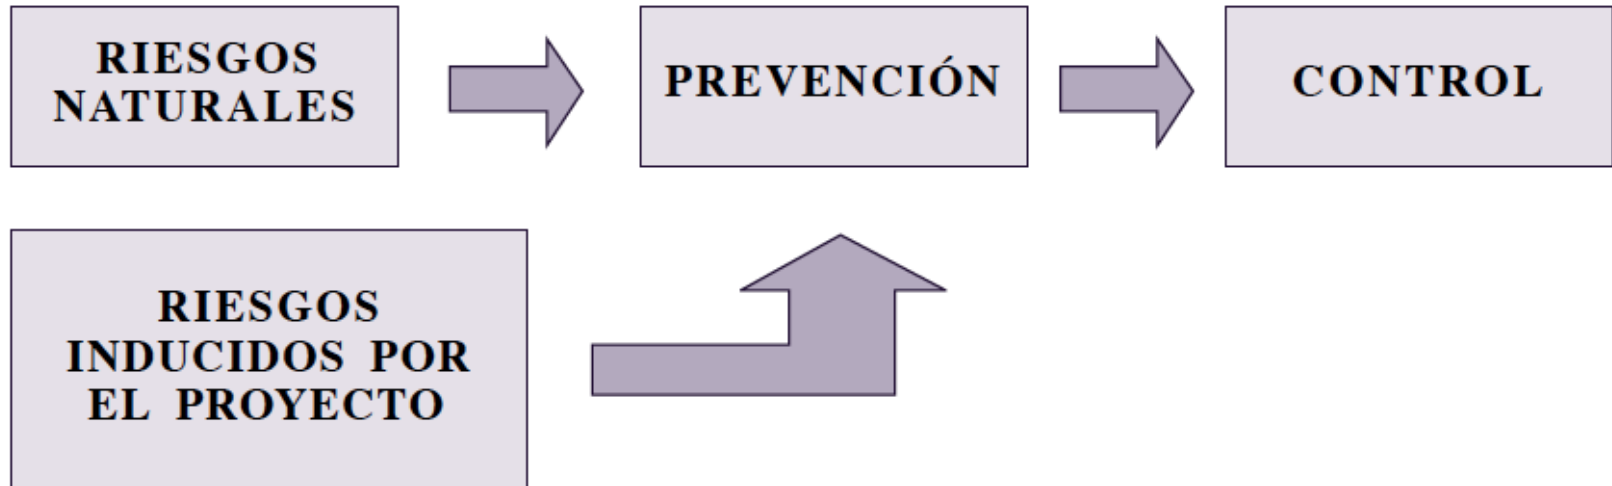 RIESGOS
NATURALES
PREVENCIÓN
CONTROL
RIESGOS
INDUCIDOS POR
EL PROYECTO